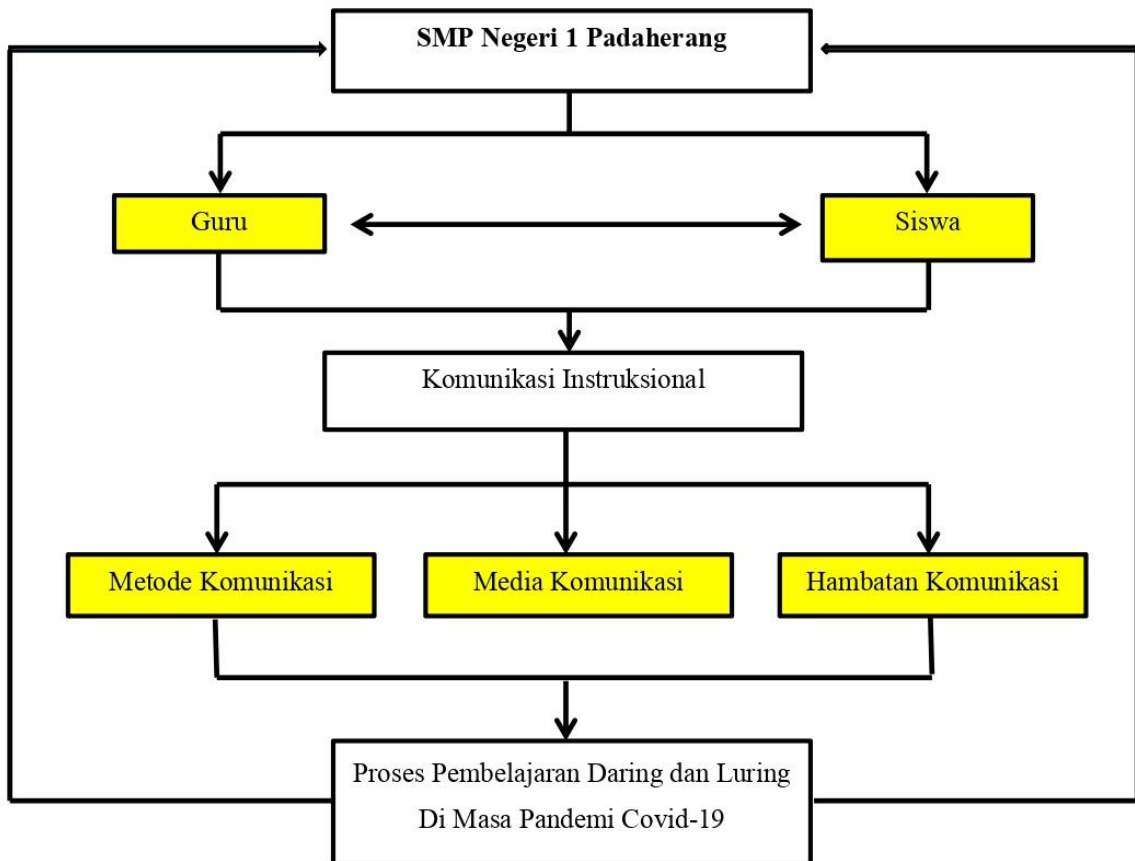 SMP Negeri 1 Padaherang
Guru
Siswa
Komunikasi Instruksional
Metode Komunikasi
Media Komunikasi
Hambatan Komunikasi
Proses Pembelajaran Daring dan Luring
Di Masa Pandemi Covid-19